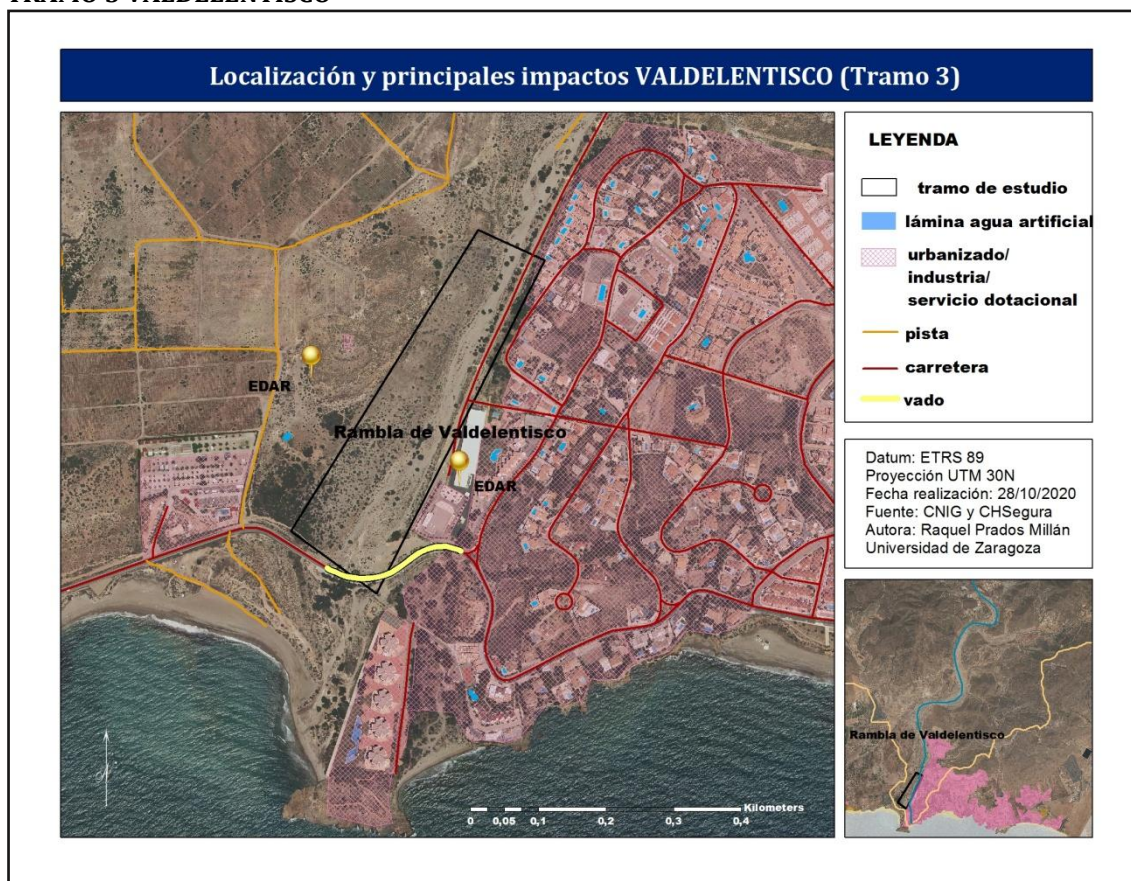 Localización y principales impactos VALDELENTISCO (Tramo 3)
EDAR
Rambla de Valdelentisco
EDAR
Kilometers
0 0,05 0,1 0,2 0,3 0,4
LEYENDA
tramo de estudio
lámina agua artificial
urbanizado/
industria/
servicio dotacional
pista
carretera
vado
Datum: ETRS 89
Proyección UTM 30N
Fecha realización: 28/10/2020
Fuente: CNIG y CHSegura
Autora: Raquel Prados Millán
Universidad de Zaragoza
Rambla de Valdelentisco